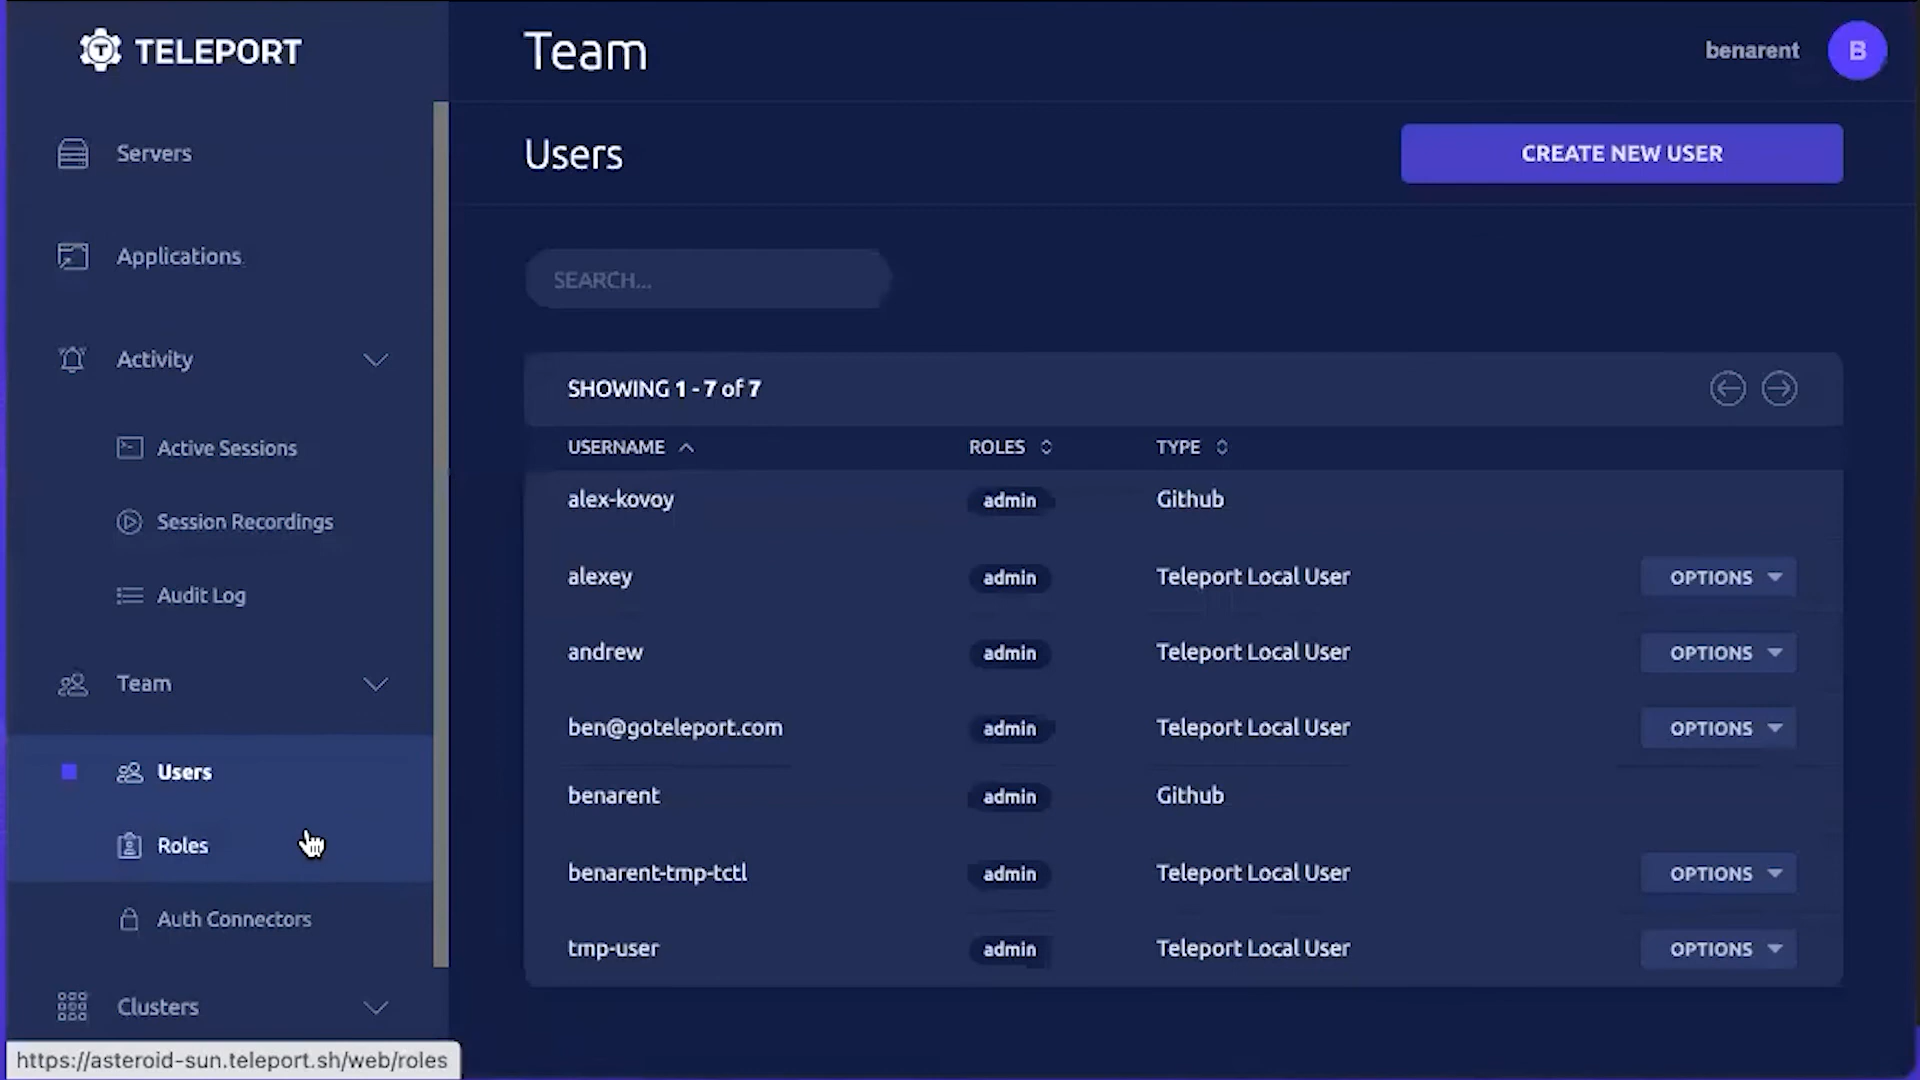 TELEPORT
Team
benarent
B
Servers
Users
CREATE NEW USER
Applications
SEARCH...
Activity
SHOWING 1 - 7 of 7
Active Sessions
USERNAME ROLES TYPE
Session Recordings
alex-kovoy admin Github
Audit Log
alexey admin Teleport Local User OPTIONS
Team
andrew admin Teleport Local User OPTIONS
Users
ben@goteleport.com admin Teleport Local User OPTIONS
Roles
benarent admin Github
Auth Connectors
benarent-tmp-tctl admin Teleport Local User OPTIONS
Clusters
tmp-user admin Teleport Local User OPTIONS
https://asteroid-sun.teleport.sh/web/roles